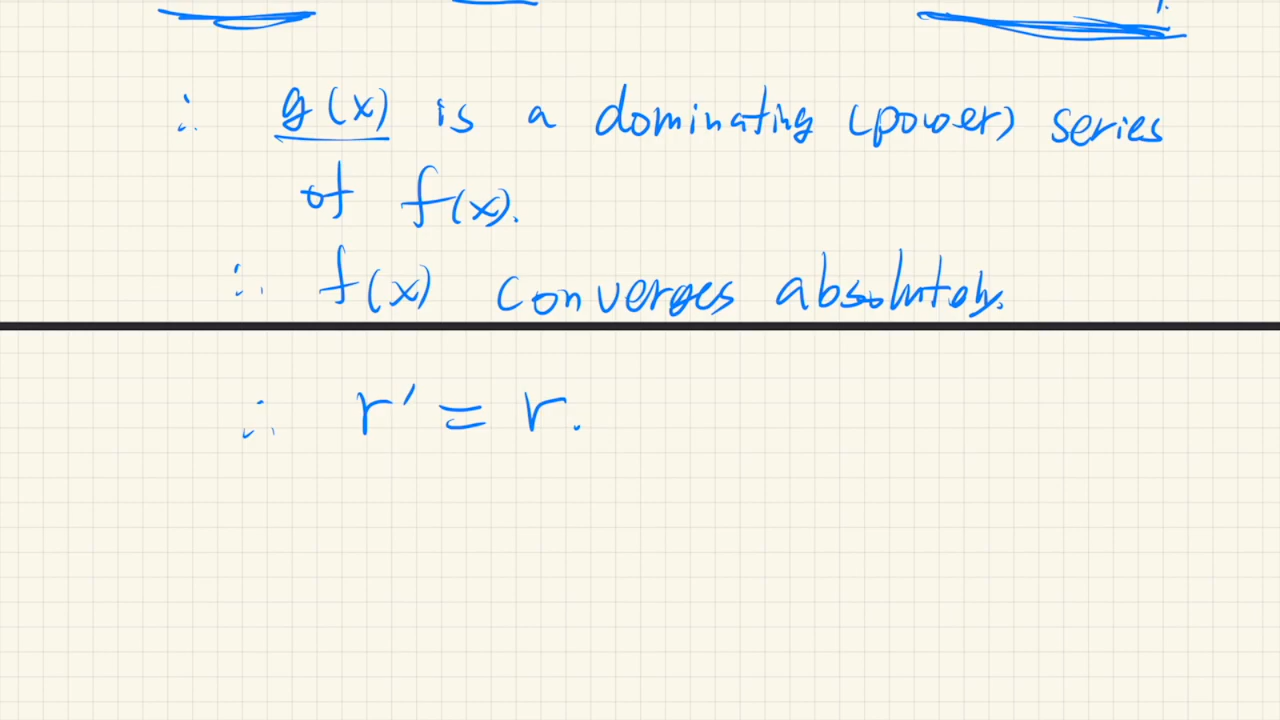 ∴ g(x) is a dominating (power) series
of f(x).
∴ f(x) converges absolutely.
∴ r' = r.